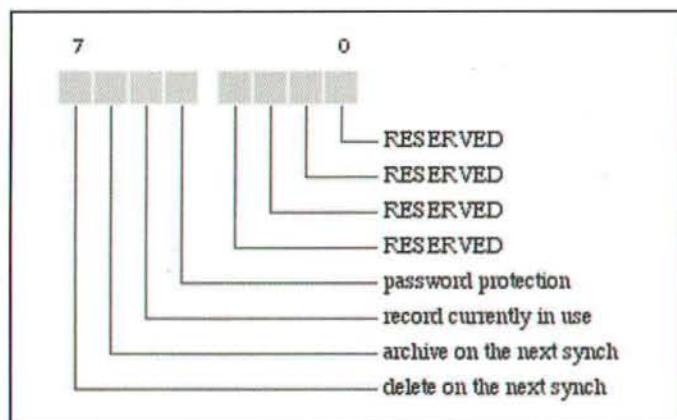 7 0
RESERVED
RESERVED
RESERVED
RESERVED
password protection
record currently in use
archive on the next synch
delete on the next synch